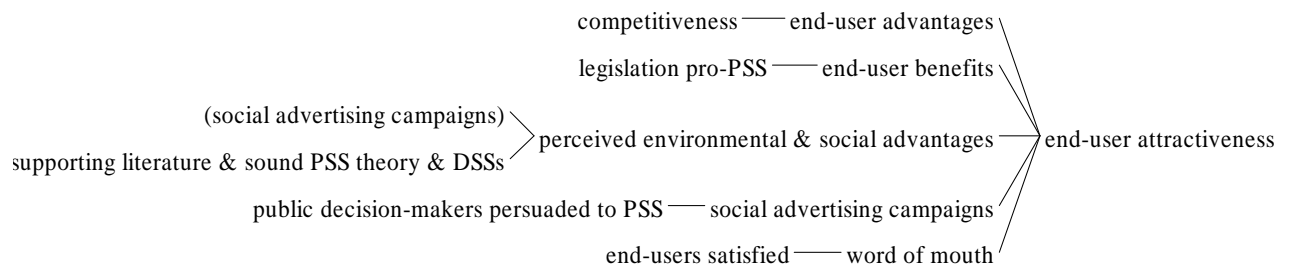 competitiveness end-user advantages
legislation pro-PSS end-user benefits
(social advertising campaigns)
perceived environmental & social advantages end-user attractiveness
supporting literature & sound PSS theory & DSSs
public decision-makers persuaded to PSS social advertising campaigns
end-users satisfied word of mouth